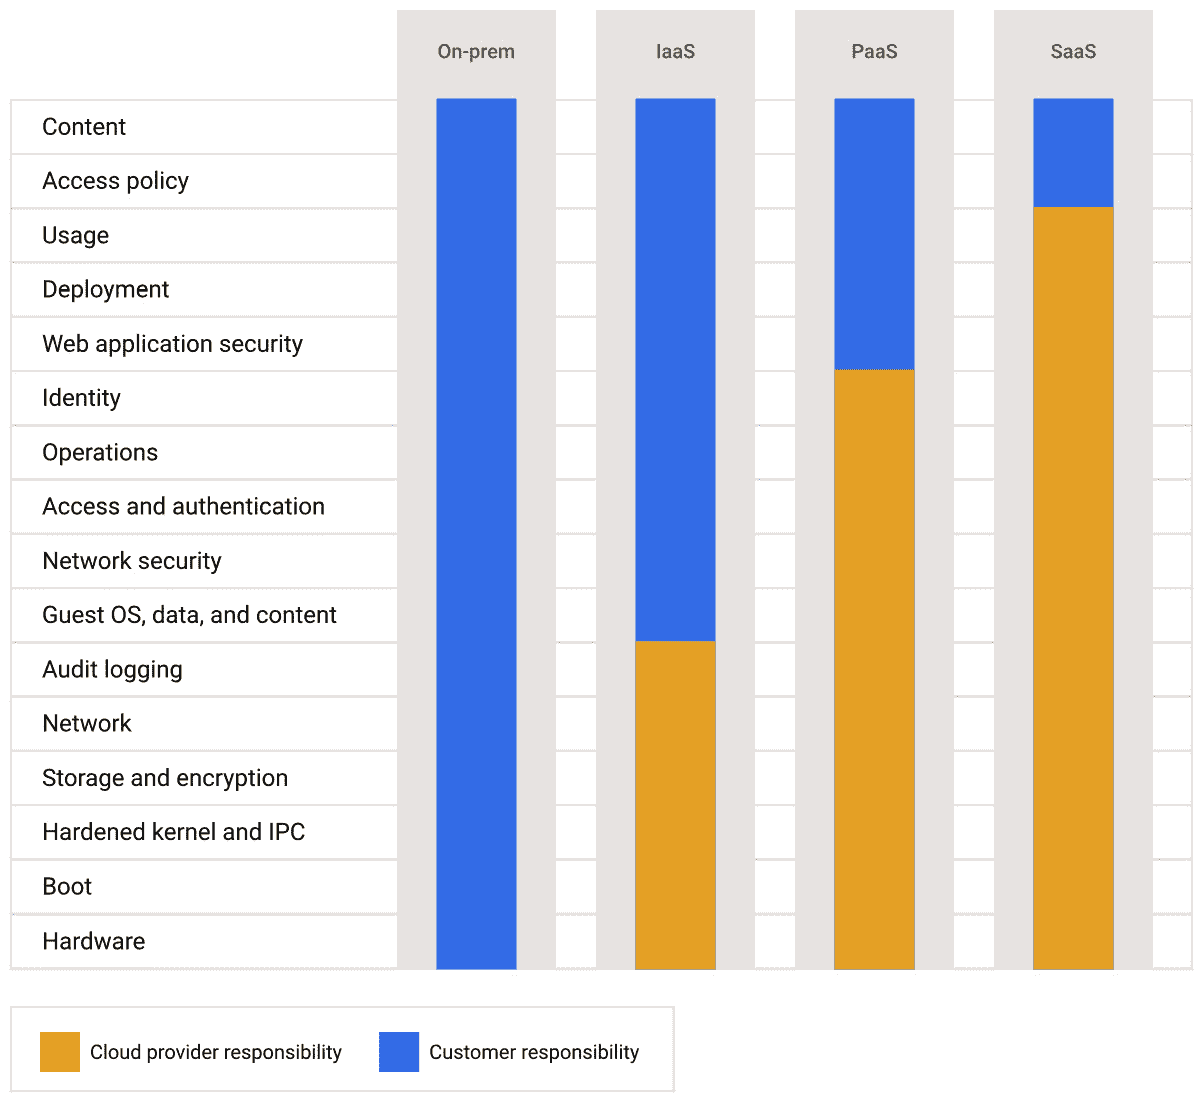 On-prem
IaaS
PaaS
SaaS
Content
Access policy
Usage
Deployment
Web application security
Identity
Operations
Access and authentication
Network security
Guest OS, data, and content
Audit logging
Network
Storage and encryption
Hardened kernel and IPC
Boot
Hardware
Cloud provider responsibility
Customer responsibility